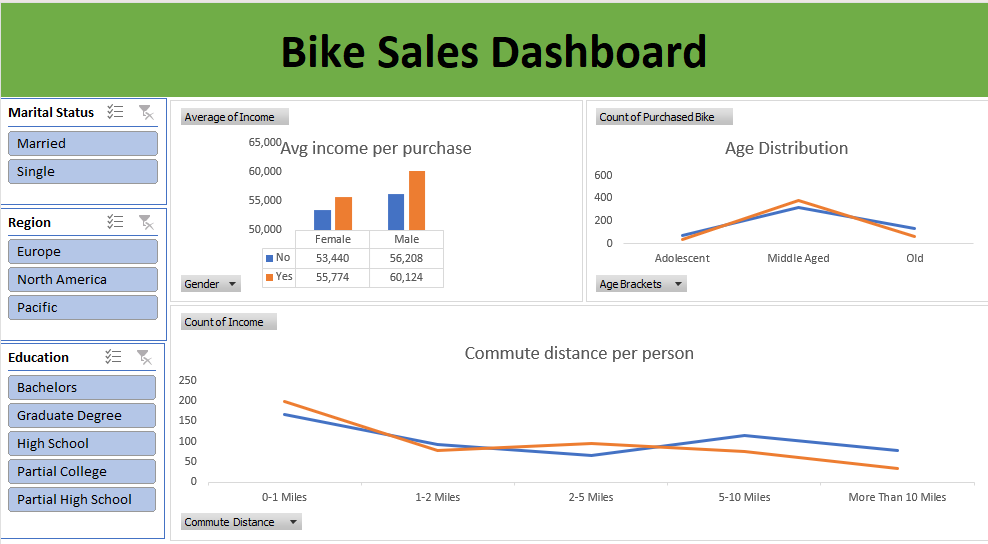 Bike Sales Dashboard
Marital Status
Married
Single
Region
Europe
North America
Pacific
Education
Bachelors
Graduate Degree
High School
Partial College
Partial High School
Average of Income
Avg income per purchase
65,000
60,000
55,000
50,000
Female Male
No 53,440 56,208
Yes 55,774 60,124
Gender
Count of Purchased Bike
Age Distribution
600
400
200
0
Adolescent Middle Aged Old
Age Brackets
Count of Income
Commute distance per person
250
200
150
100
50
0
0-1 Miles 1-2 Miles 2-5 Miles 5-10 Miles More Than 10 Miles
Commute Distance